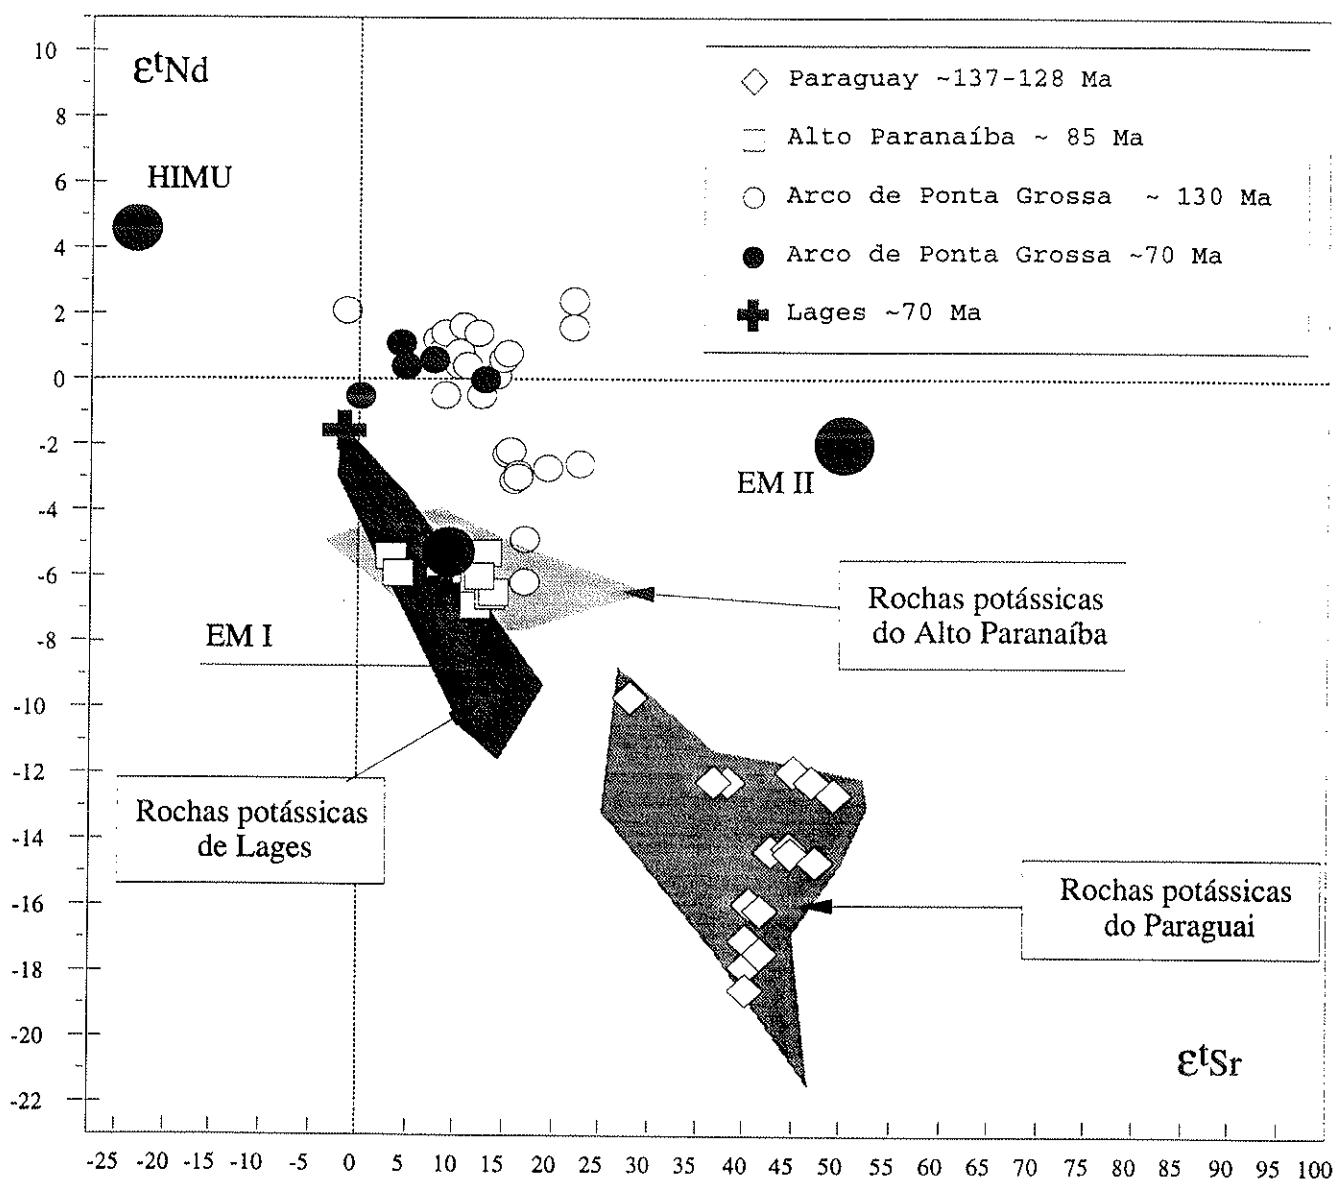 10
8
6
4
2
0
-2
-4
-6
-8
-10
-12
-14
-16
-18
-20
-22
εᵗNd
HIMU
Paraguay ~137-128 Ma
Alto Paranaíba ~ 85 Ma
Arco de Ponta Grossa ~ 130 Ma
Arco de Ponta Grossa ~70 Ma
Lages ~70 Ma
EM II
EM I
Rochas potássicas
do Alto Paranaíba
Rochas potássicas
de Lages
Rochas potássicas
do Paraguai
εᵗSr
-25 -20 -15 -10 -5 0 5 10 15 20 25 30 35 40 45 50 55 60 65 70 75 80 85 90 95 100